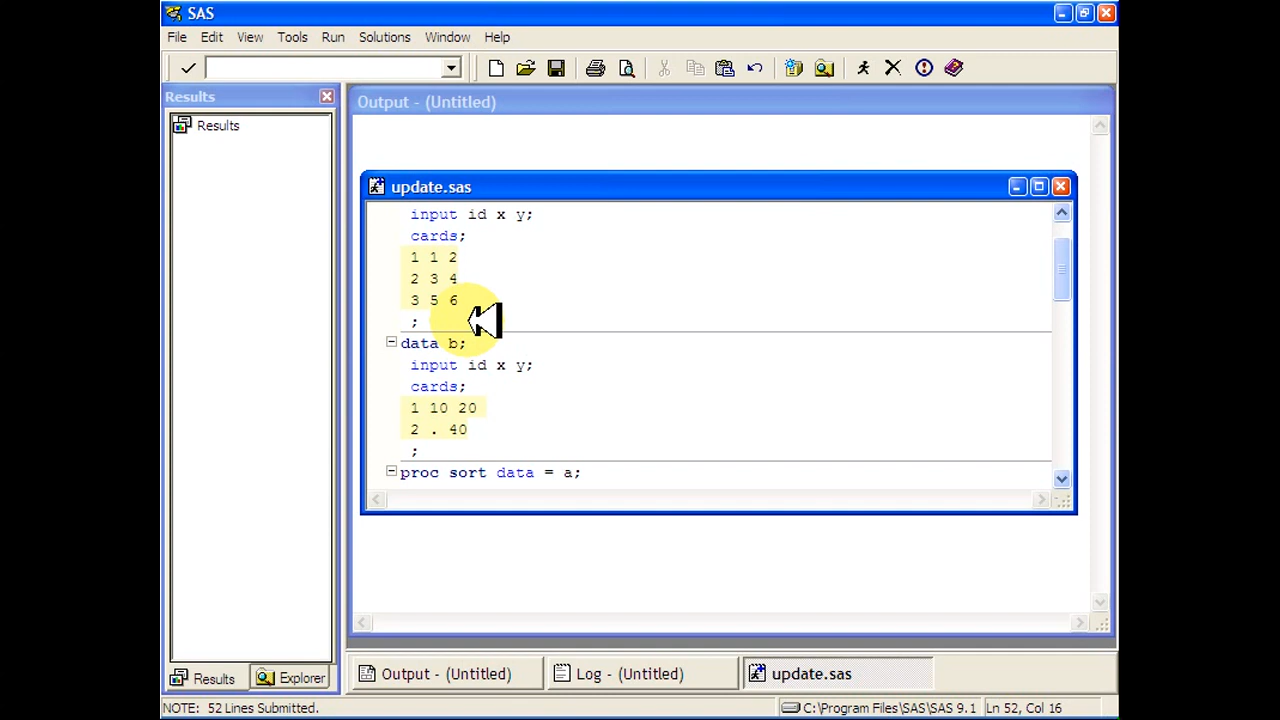 SAS
File Edit View Tools Run Solutions Window Help
Results
Output - (Untitled)
Results
update.sas
input id x y;
cards;
1 1 2
2 3 4
3 5 6
;
data b;
input id x y;
cards;
1 10 20
2 . 40
;
proc sort data = a;
Results Explorer
Output - (Untitled) Log - (Untitled) update.sas
NOTE: 52 Lines Submitted. C:\Program Files\SAS\SAS 9.1 Ln 52, Col 16